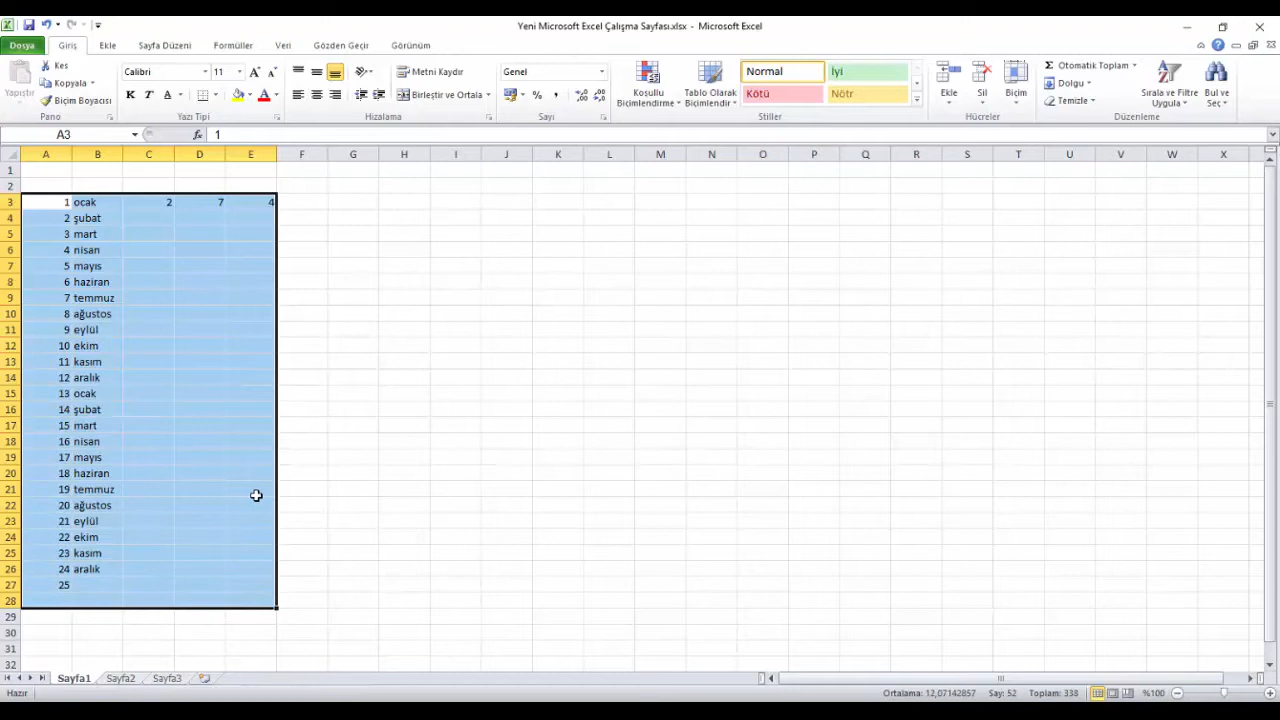 Yeni Microsoft Excel Çalışma Sayfası.xlsx - Microsoft Excel
Dosya Giriş Ekle Sayfa Düzeni Formüller Veri Gözden Geçir Görünüm
Kes
Kopyala
Biçim Boyacısı
Yapıştır
Pano
Calibri 11
Yazı Tipi
Metni Kaydır
Birleştir ve Ortala
Hizalama
Genel
Sayı
Koşullu Biçimlendirme
Tablo Olarak Biçimlendir
Normal İyi
Kötü Nötr
Stiller
Ekle Sil Biçim
Hücreler
Otomatik Toplam
Dolgu
Temizle
Sırala ve Filtre Uygula
Bul ve Seç
Düzenleme
A3 fx 1
A B C D E F G H I J K L M N O P Q R S T U V W X
1
2
3 1 ocak 2 7 4
4 2 şubat
5 3 mart
6 4 nisan
7 5 mayıs
8 6 haziran
9 7 temmuz
10 8 ağustos
11 9 eylül
12 10 ekim
13 11 kasım
14 12 aralık
15 13 ocak
16 14 şubat
17 15 mart
18 16 nisan
19 17 mayıs
20 18 haziran
21 19 temmuz
22 20 ağustos
23 21 eylül
24 22 ekim
25 23 kasım
26 24 aralık
27 25
28
29
30
31
32
Sayfa1 Sayfa2 Sayfa3
Hazır Ortalama: 12,07142857 Say: 52 Toplam: 338 %100